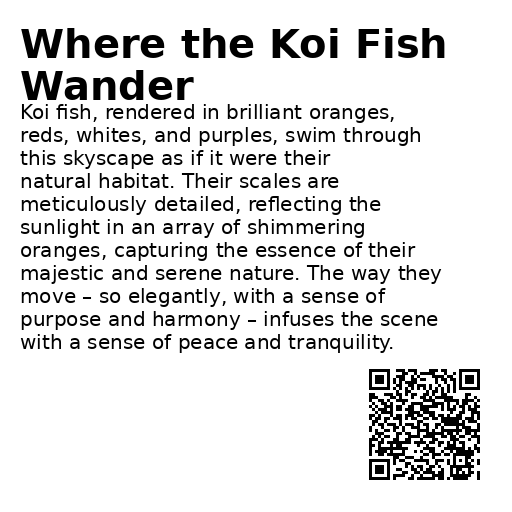 Where the Koi Fish
Wander
Koi fish, rendered in brilliant oranges,
reds, whites, and purples, swim through
this skyscape as if it were their
natural habitat. Their scales are
meticulously detailed, reflecting the
sunlight in an array of shimmering
oranges, capturing the essence of their
majestic and serene nature. The way they
move – so elegantly, with a sense of
purpose and harmony – infuses the scene
with a sense of peace and tranquility.